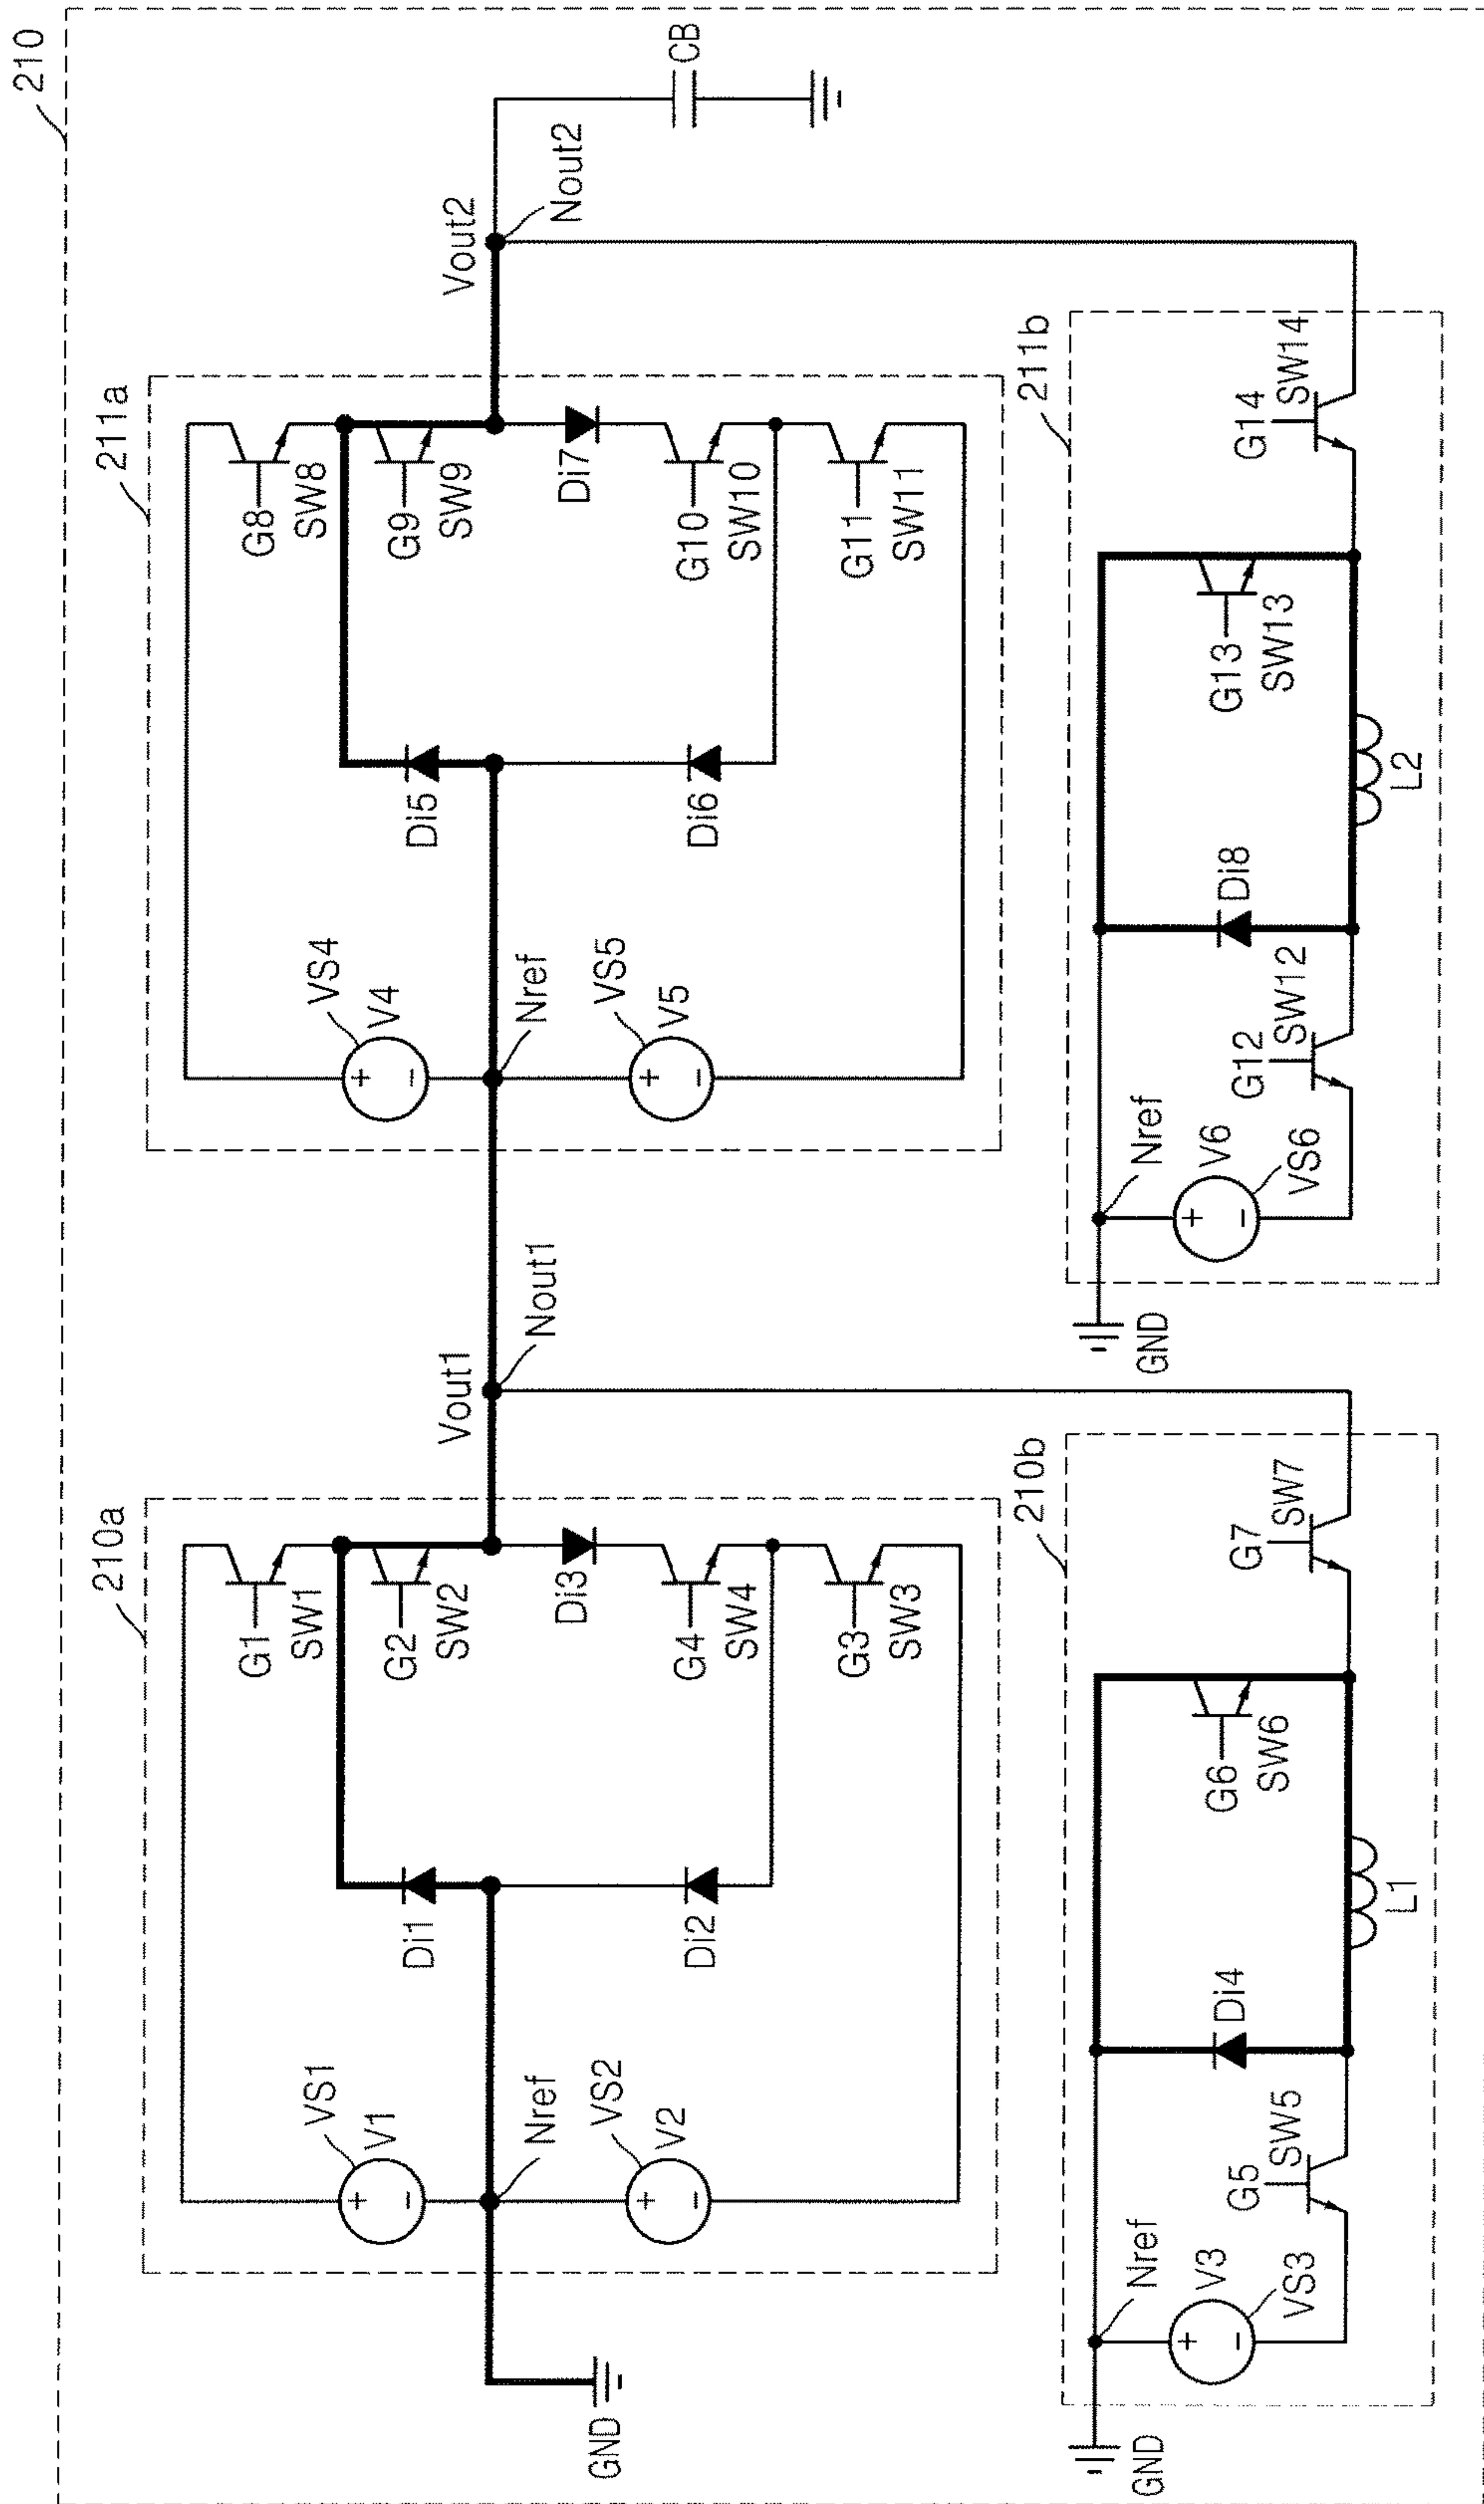 210
210a
VS1
V1
G1
SW1
Di1
G2
SW2
Nref
VS2
V2
Di2
Di3
G4
SW4
G3
SW3
GND
Vout1
Nout1
211a
VS4
V4
G8
SW8
Di5
G9
SW9
Nref
VS5
V5
Di6
Di7
G10
SW10
G11
SW11
Vout2
Nout2
CB
210b
Nref
V3
VS3
G5
SW5
Di4
L1
G6
SW6
G7
SW7
GND
211b
Nref
V6
VS6
G12
SW12
Di8
L2
G13
SW13
G14
SW14
GND